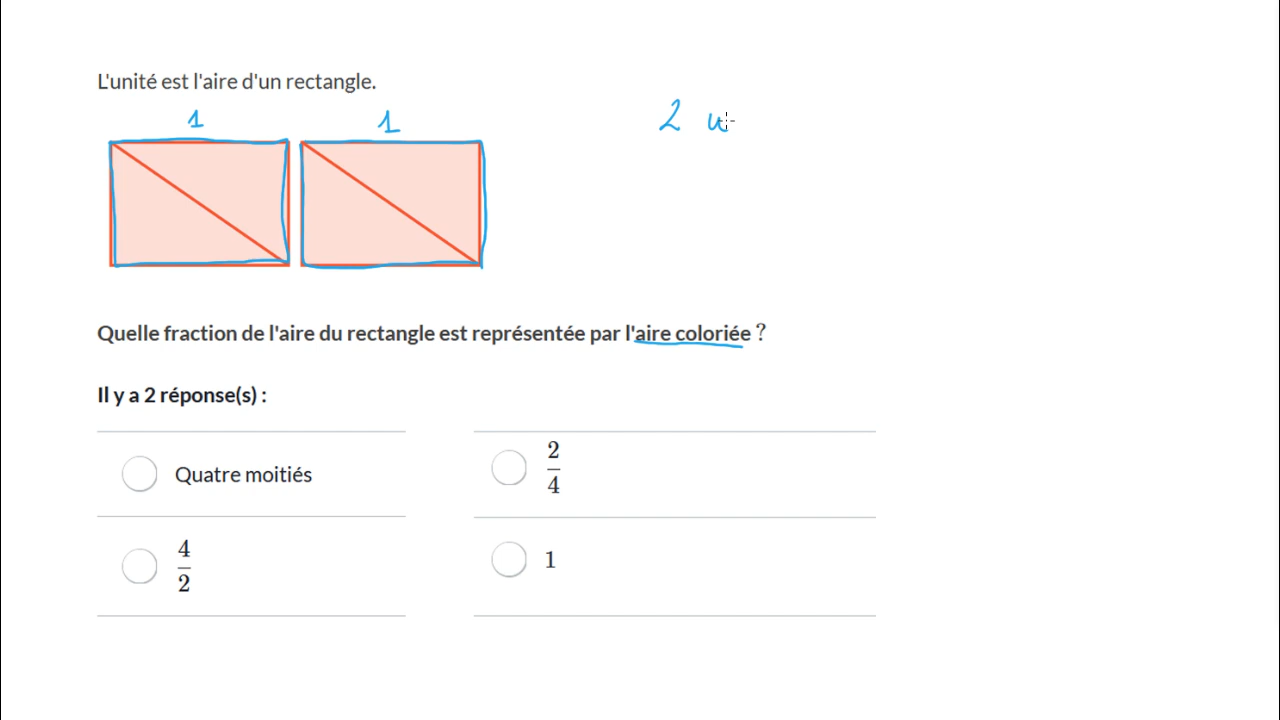 L'unité est l'aire d'un rectangle.
1 1
2 u
Quelle fraction de l'aire du rectangle est représentée par l'aire coloriée ?
Il y a 2 réponse(s) :
Quatre moitiés
2
4
4
2
1